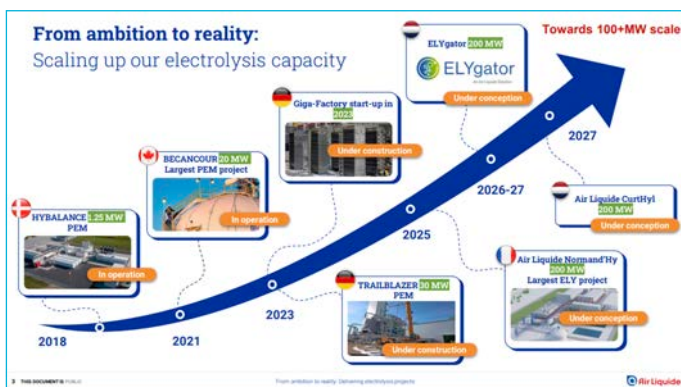 From ambition to reality:
Scaling up our electrolysis capacity
Towards 100+MW scale
ELYgator 200 MW
ELYgator
Under conception
Giga-Factory start-up in
2023
Under construction
BECANCOUR 20 MW
Largest PEM project
In operation
HYBALANCE 1.25 MW
PEM
In operation
2018
2021
2023
2025
2026-27
2027
TRAILBLAZER 30 MW
PEM
Under construction
Air Liquide Normand'Hy
200 MW
Largest ELY project
Under conception
Air Liquide CurtHyl
200 MW
Under conception
3 THIS DOCUMENT IS PUBLIC
From ambition to reality: Delivering electrolysis projects
Air Liquide